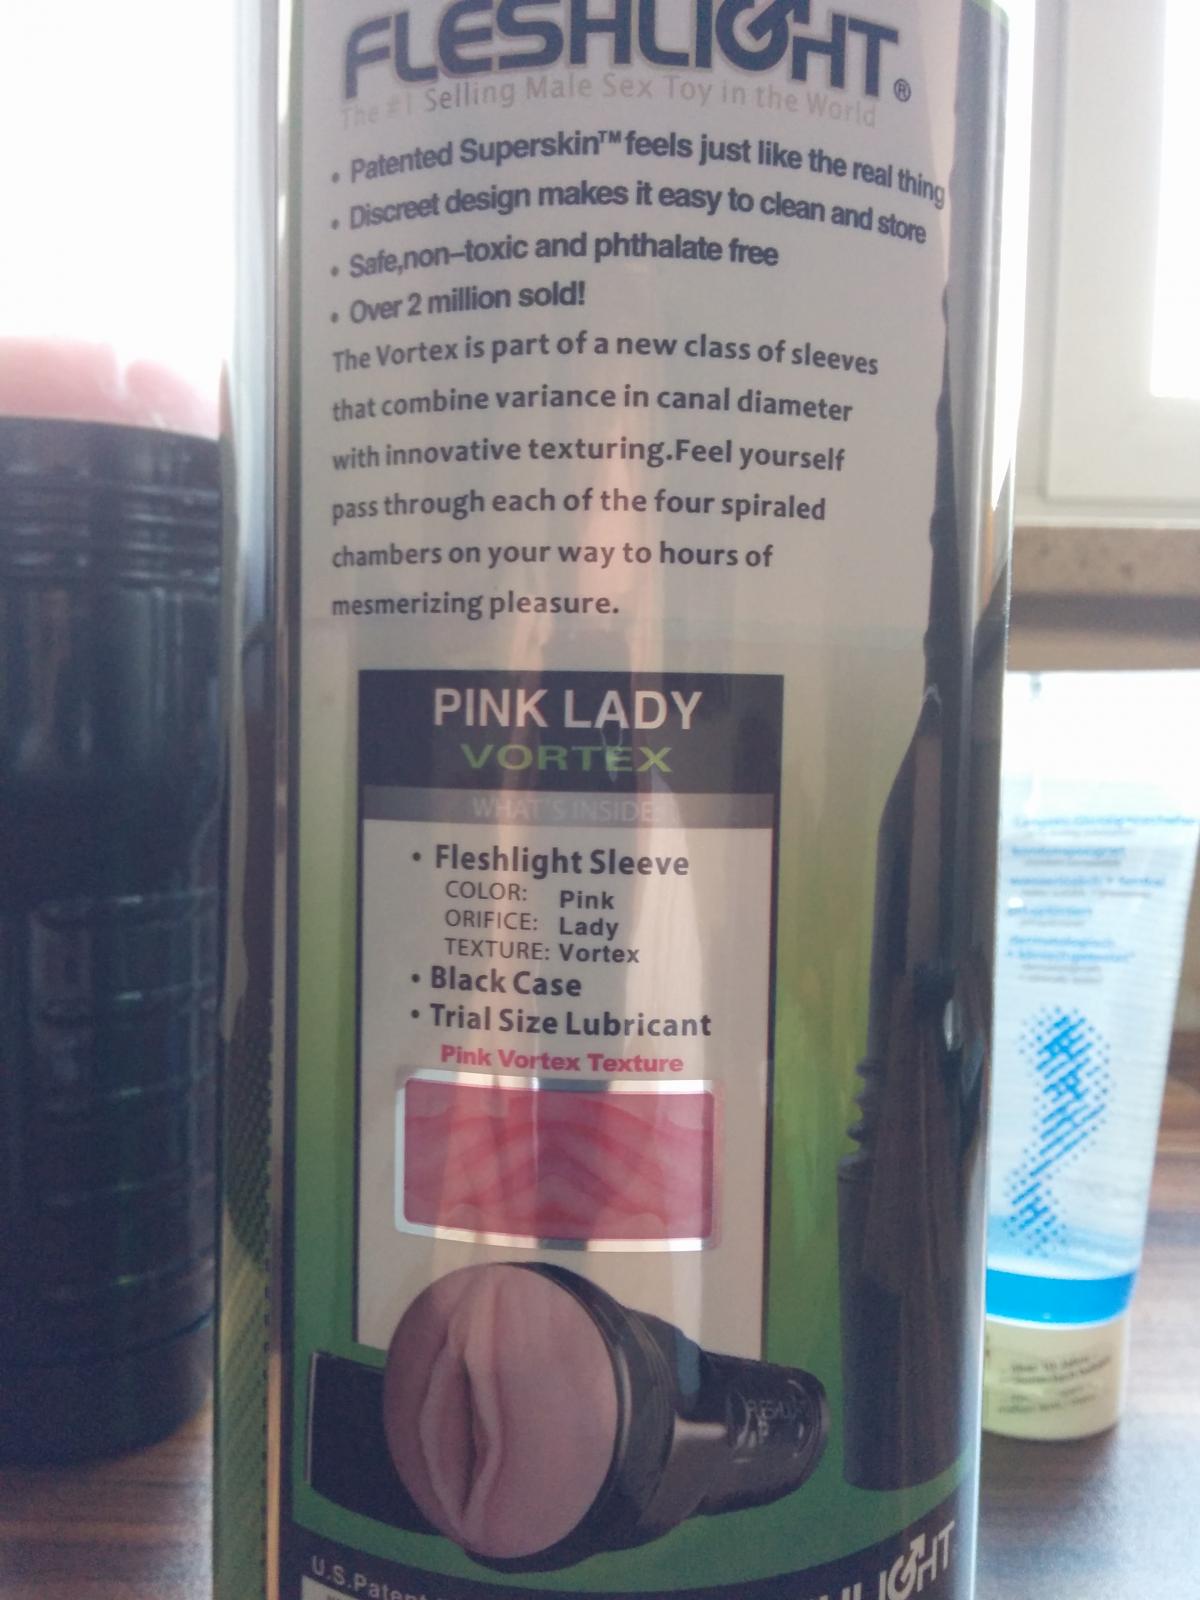 FLESHLIGHT®
The #1 Selling Male Sex Toy in the World
• Patented Superskin™ feels just like the real thing
• Discreet design makes it easy to clean and store
• Safe,non-toxic and phthalate free
• Over 2 million sold!
The Vortex is part of a new class of sleeves
that combine variance in canal diameter
with innovative texturing.Feel yourself
pass through each of the four spiraled
chambers on your way to hours of
mesmerizing pleasure.
PINK LADY
VORTEX
WHAT'S INSIDE:
• Fleshlight Sleeve
COLOR: Pink
ORIFICE: Lady
TEXTURE: Vortex
• Black Case
• Trial Size Lubricant
Pink Vortex Texture
FLESHLIGHT
U.S.Patent
HLIGHT